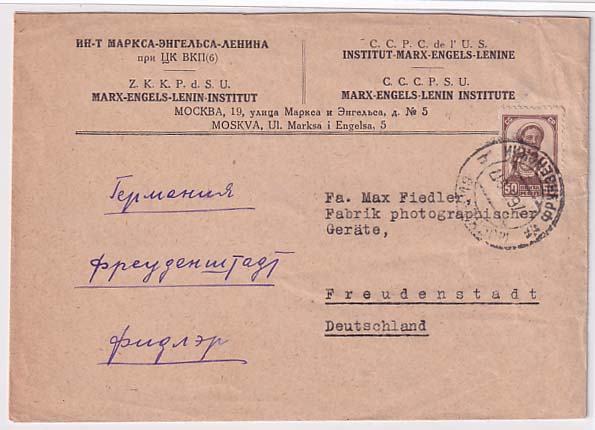 ИН-Т МАРКСА-ЭНГЕЛЬСА-ЛЕНИНА
при ЦК ВКП(б)
Z. K. K. P. d. S. U.
MARX-ENGELS-LENIN-INSTITUT
C. C. P. C. de l' U. S.
INSTITUT-MARX-ENGELS-LENINE
C. C. C. P. S. U.
MARX-ENGELS-LENIN INSTITUTE
МОСКВА, 19, улица Маркса и Энгельса, д. № 5
MOSKVA, Ul. Marksa i Engelsa, 5
50
Германия
Фреуденштадт
Фидлэр
Fa. Max Fiedler,
Fabrik photographischer
Geräte,
Freudenstadt
Deutschland